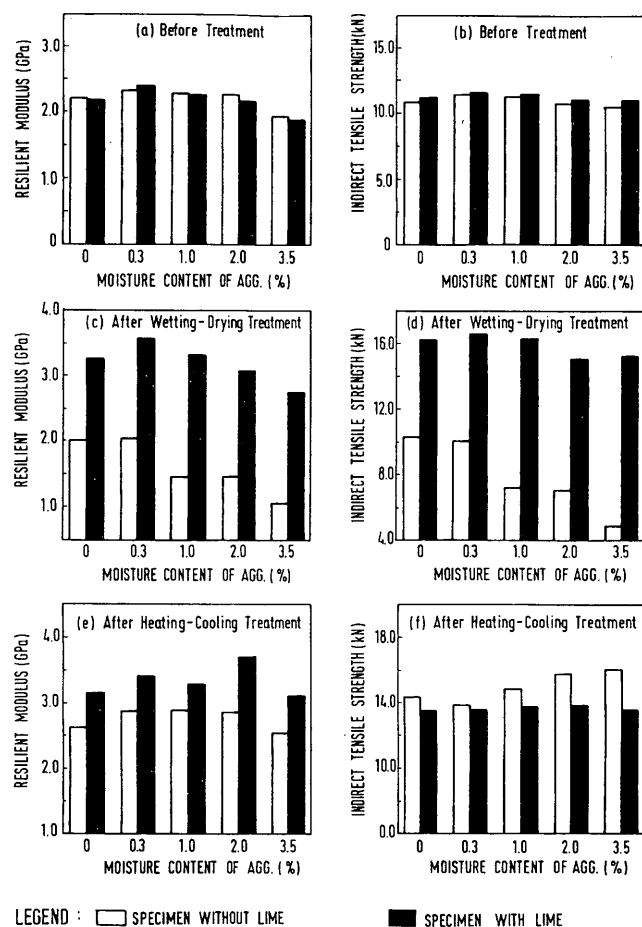 (a) Before Treatment
RESILIENT MODULUS (GPa)
3.0
2.0
1.0
0
0 0.3 1.0 2.0 3.5
MOISTURE CONTENT OF AGG. (%)
(b) Before Treatment
INDIRECT TENSILE STRENGTH (kN)
15.0
10.0
5.0
0
0 0.3 1.0 2.0 3.5
MOISTURE CONTENT OF AGG. (%)
(c) After Wetting-Drying Treatment
RESILIENT MODULUS (GPa)
4.0
3.0
2.0
1.0
0 0.3 1.0 2.0 3.5
MOISTURE CONTENT OF AGG. (%)
(d) After Wetting-Drying Treatment
INDIRECT TENSILE STRENGTH (kN)
16.0
12.0
8.0
4.0
0 0.3 1.0 2.0 3.5
MOISTURE CONTENT OF AGG. (%)
(e) After Heating-Cooling Treatment
RESILIENT MODULUS (GPa)
4.0
3.0
2.0
1.0
0 0.3 1.0 2.0 3.5
MOISTURE CONTENT OF AGG. (%)
(f) After Heating-Cooling Treatment
INDIRECT TENSILE STRENGTH (kN)
18.0
14.0
10.0
0.0
0 0.3 1.0 2.0 3.5
MOISTURE CONTENT OF AGG. (%)
LEGEND : SPECIMEN WITHOUT LIME SPECIMEN WITH LIME